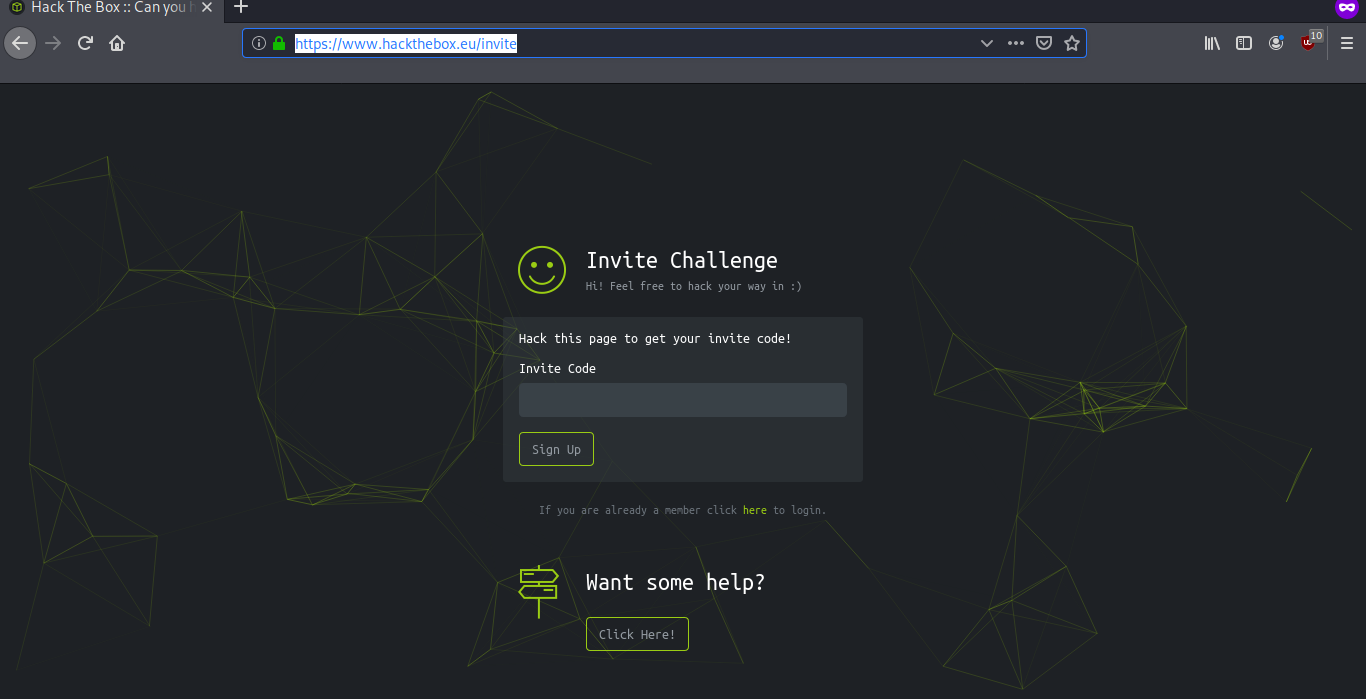 Hack The Box :: Can you h
https://www.hackthebox.eu/invite
10
Invite Challenge
Hi! Feel free to hack your way in :)
Hack this page to get your invite code!
Invite Code
Sign Up
If you are already a member click here to login.
Want some help?
Click Here!